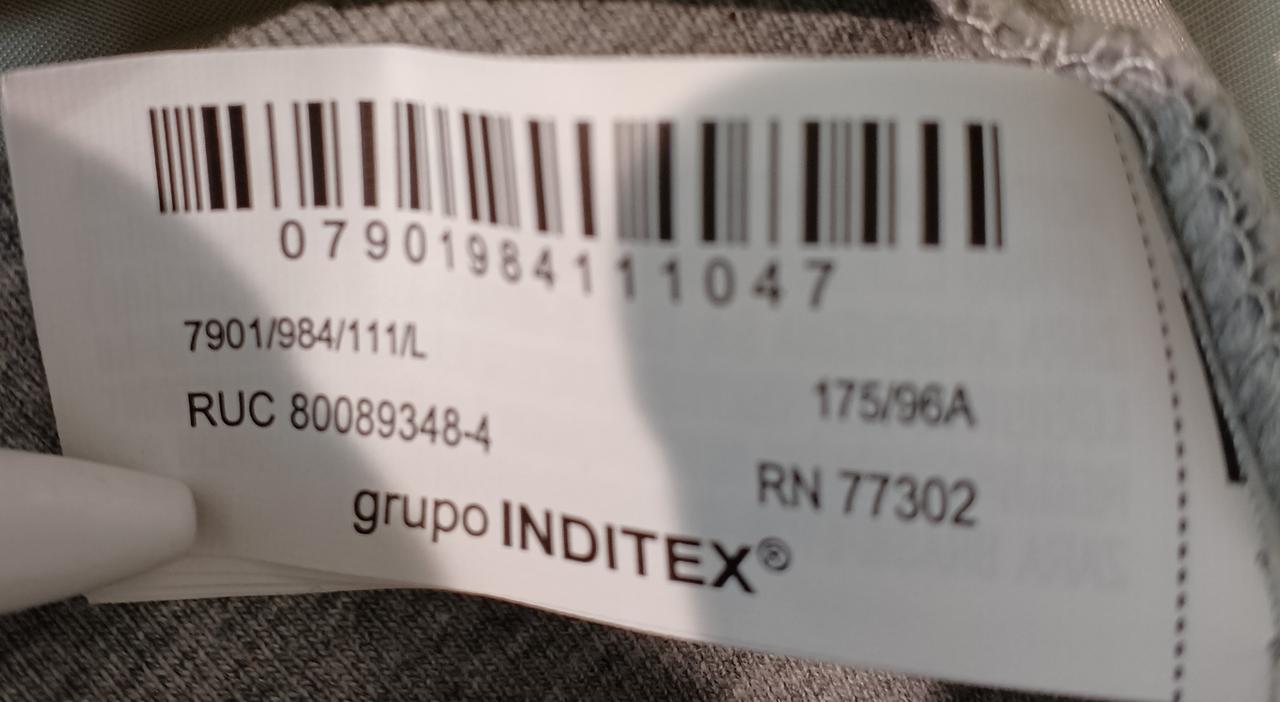 07901984111047
7901/984/111/L
175/96A
RUC 80089348-4
RN 77302
grupo INDITEX®